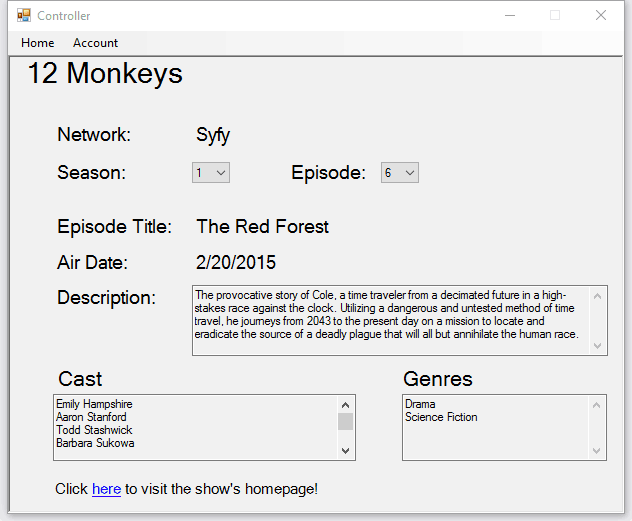 Controller
Home Account
12 Monkeys
Network: Syfy
Season: 1 Episode: 6
Episode Title: The Red Forest
Air Date: 2/20/2015
Description: The provocative story of Cole, a time traveler from a decimated future in a high-
stakes race against the clock. Utilizing a dangerous and untested method of time
travel, he journeys from 2043 to the present day on a mission to locate and
eradicate the source of a deadly plague that will all but annihilate the human race.
Cast
Emily Hampshire
Aaron Stanford
Todd Stashwick
Barbara Sukowa
Genres
Drama
Science Fiction
Click here to visit the show's homepage!